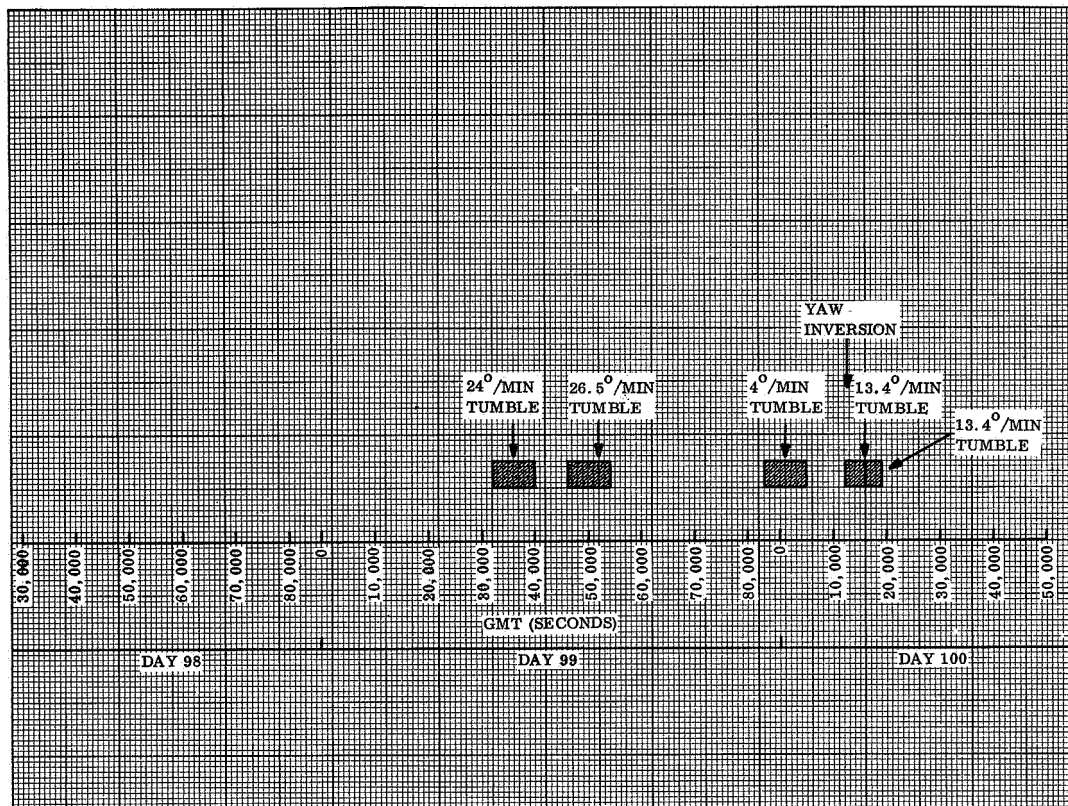 YAW
INVERSION
24°/MIN
TUMBLE
26.5°/MIN
TUMBLE
4°/MIN
TUMBLE
13.4°/MIN
TUMBLE
13.4°/MIN
TUMBLE
30,000
40,000
50,000
60,000
70,000
80,000
0
10,000
20,000
30,000
40,000
50,000
60,000
70,000
80,000
0
10,000
20,000
30,000
40,000
50,000
GMT (SECONDS)
DAY 98
DAY 99
DAY 100